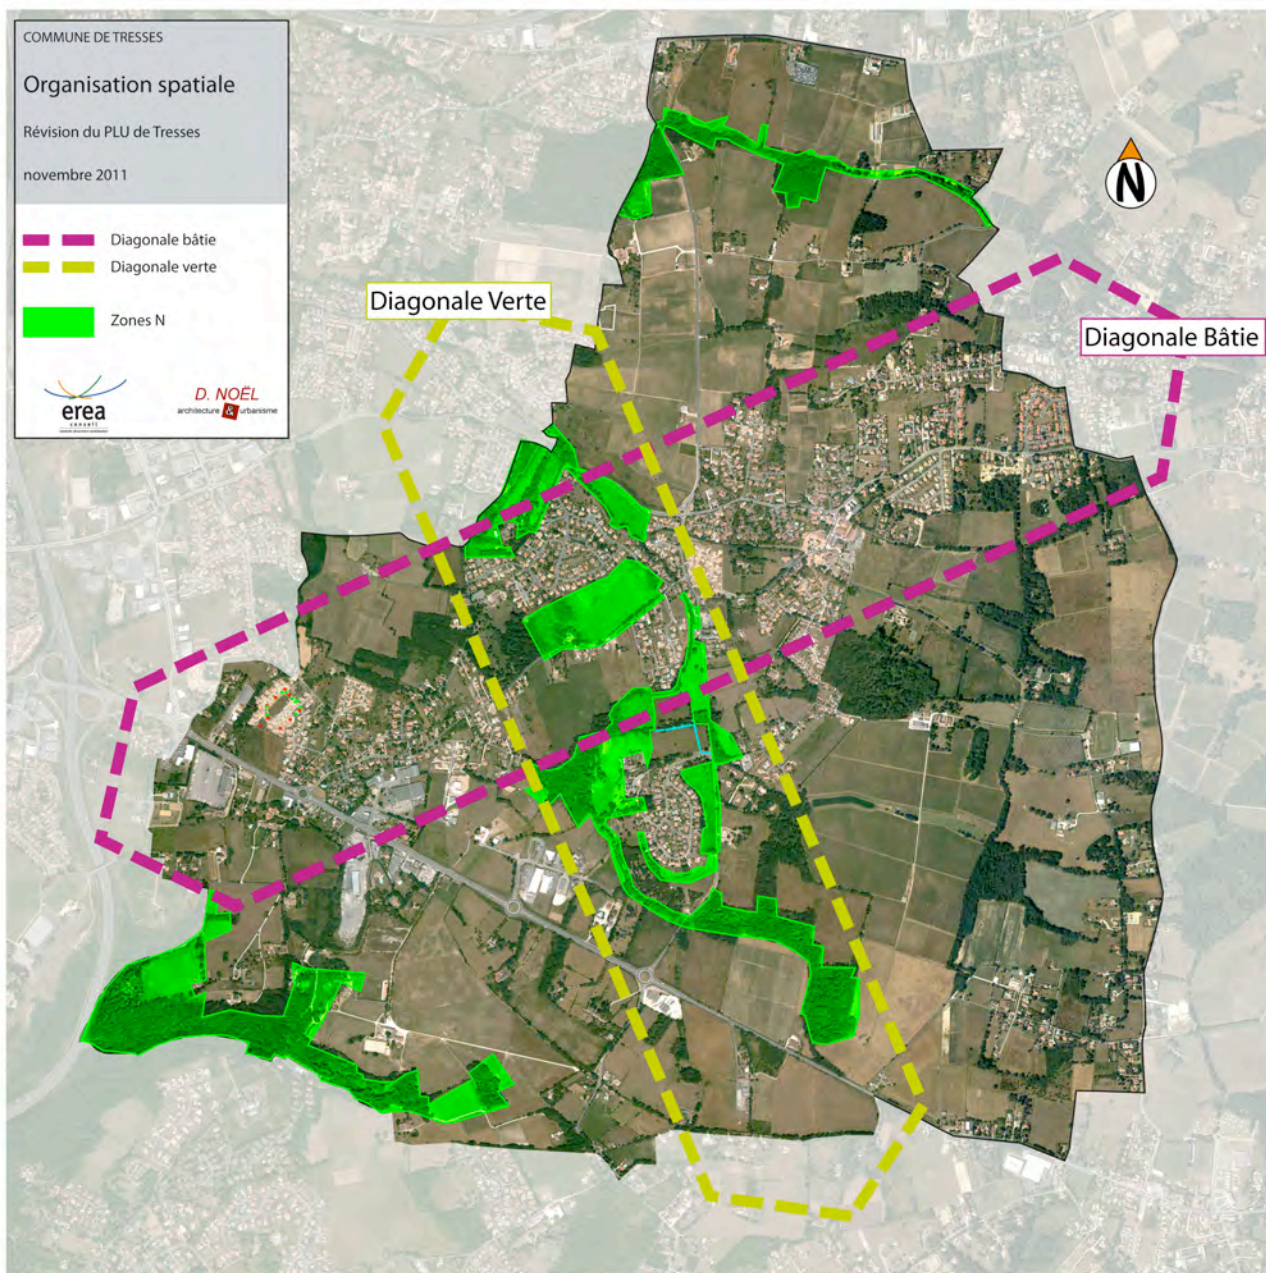 COMMUNE DE TRESSES
Organisation spatiale
Révision du PLU de Tresses
novembre 2011
Diagonale bâtie
Diagonale verte
Zones N
erea
conseil
D. NOËL
architecture & urbanisme
N
Diagonale Verte
Diagonale Bâtie